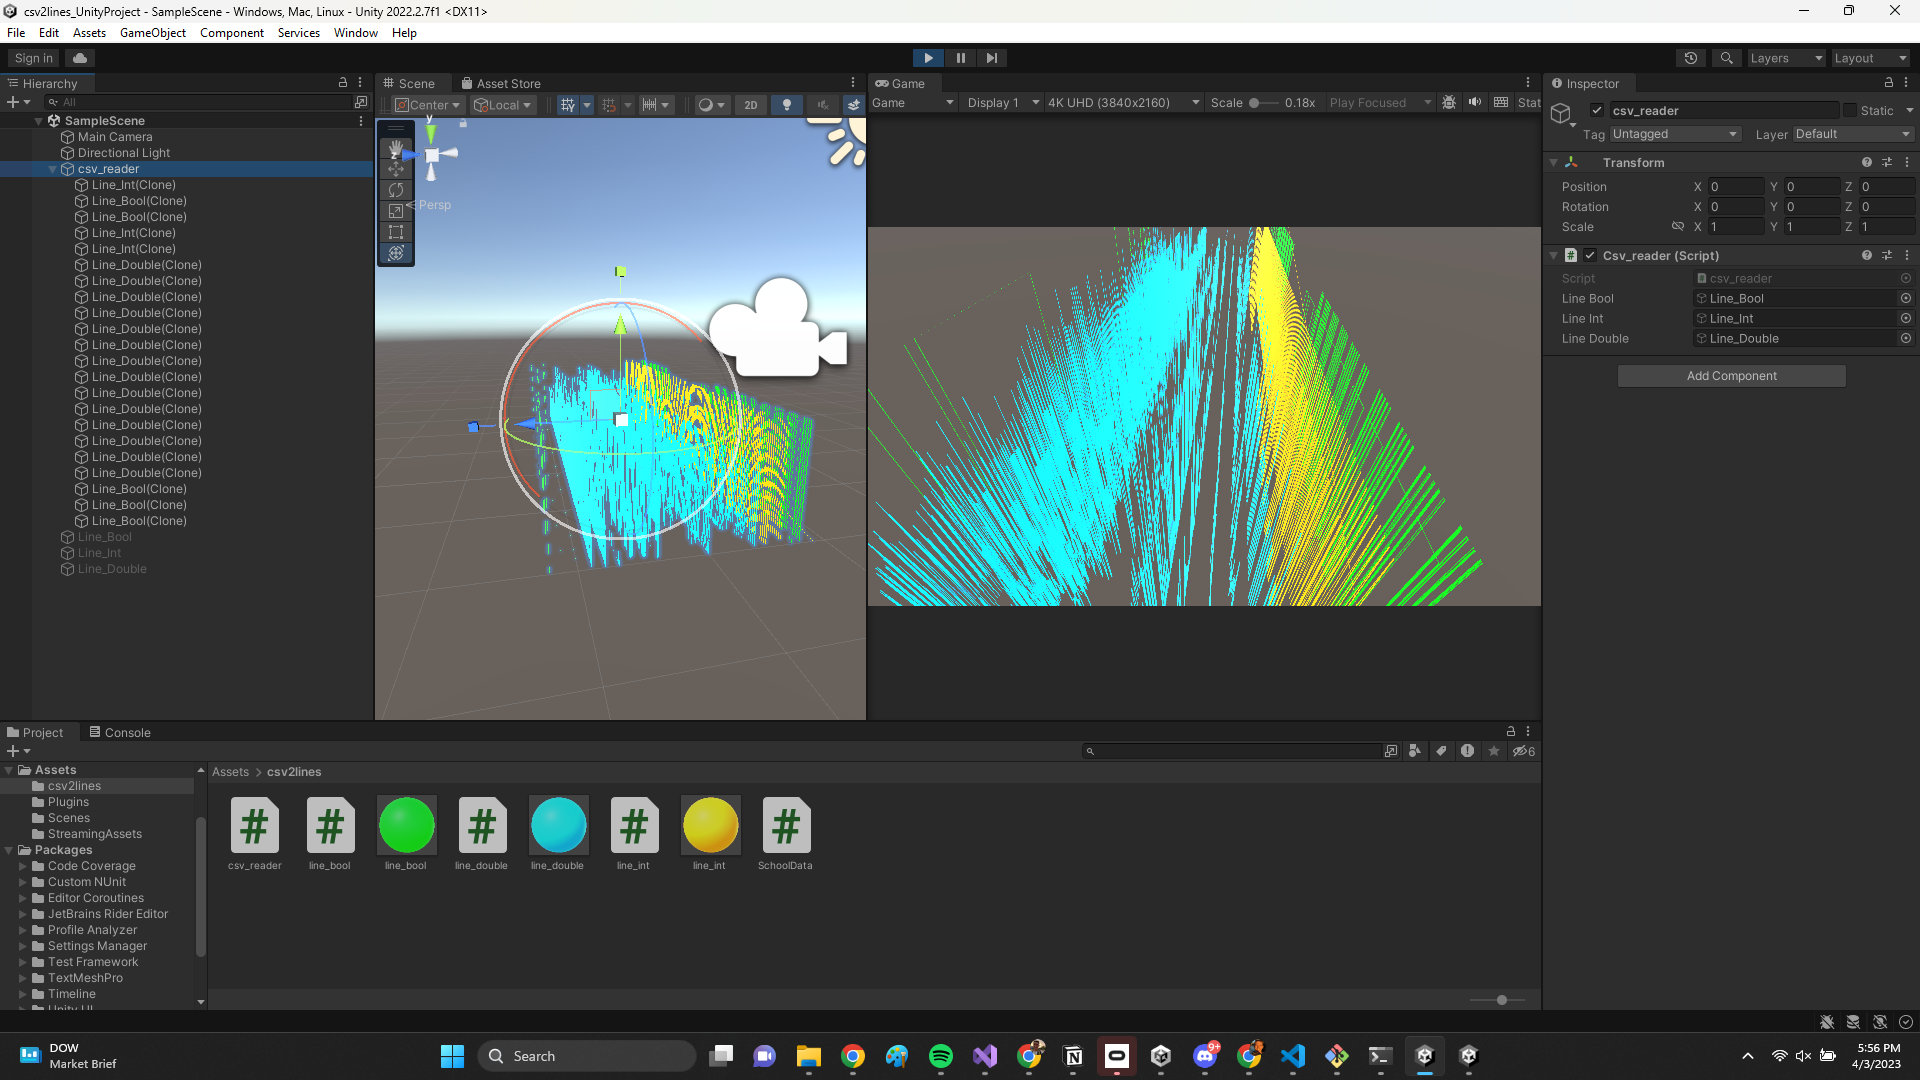 csv2lines_UnityProject - SampleScene - Windows, Mac, Linux - Unity 2022.2.7f1 <DX11>
File Edit Assets GameObject Component Services Window Help
Sign in
Layers Layout
Hierarchy
All
SampleScene
Main Camera
Directional Light
csv_reader
Line_Int(Clone)
Line_Bool(Clone)
Line_Bool(Clone)
Line_Int(Clone)
Line_Int(Clone)
Line_Double(Clone)
Line_Double(Clone)
Line_Double(Clone)
Line_Double(Clone)
Line_Double(Clone)
Line_Double(Clone)
Line_Double(Clone)
Line_Double(Clone)
Line_Double(Clone)
Line_Double(Clone)
Line_Double(Clone)
Line_Double(Clone)
Line_Double(Clone)
Line_Double(Clone)
Line_Bool(Clone)
Line_Bool(Clone)
Line_Bool(Clone)
Line_Bool
Line_Int
Line_Double
Scene Asset Store
Center Local 2D
y
z
Persp
Game
Game Display 1 4K UHD (3840x2160) Scale 0.18x Play Focused Stat
Inspector
csv_reader Static
Tag Untagged Layer Default
Transform
Position X 0 Y 0 Z 0
Rotation X 0 Y 0 Z 0
Scale X 1 Y 1 Z 1
# Csv_reader (Script)
Script csv_reader
Line Bool Line_Bool
Line Int Line_Int
Line Double Line_Double
Add Component
Project Console
6
Assets
csv2lines
Plugins
Scenes
StreamingAssets
Packages
Code Coverage
Custom NUnit
Editor Coroutines
JetBrains Rider Editor
Profile Analyzer
Settings Manager
Test Framework
TextMeshPro
Timeline
Unity UI
Assets > csv2lines
# # # # #
csv_reader line_bool line_bool line_double line_double line_int line_int SchoolData
DOW
Market Brief
Search
9+
5:56 PM
4/3/2023